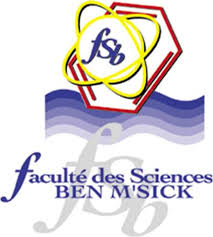 fSb
faculté des Sciences
BEN M'SICK
fSb